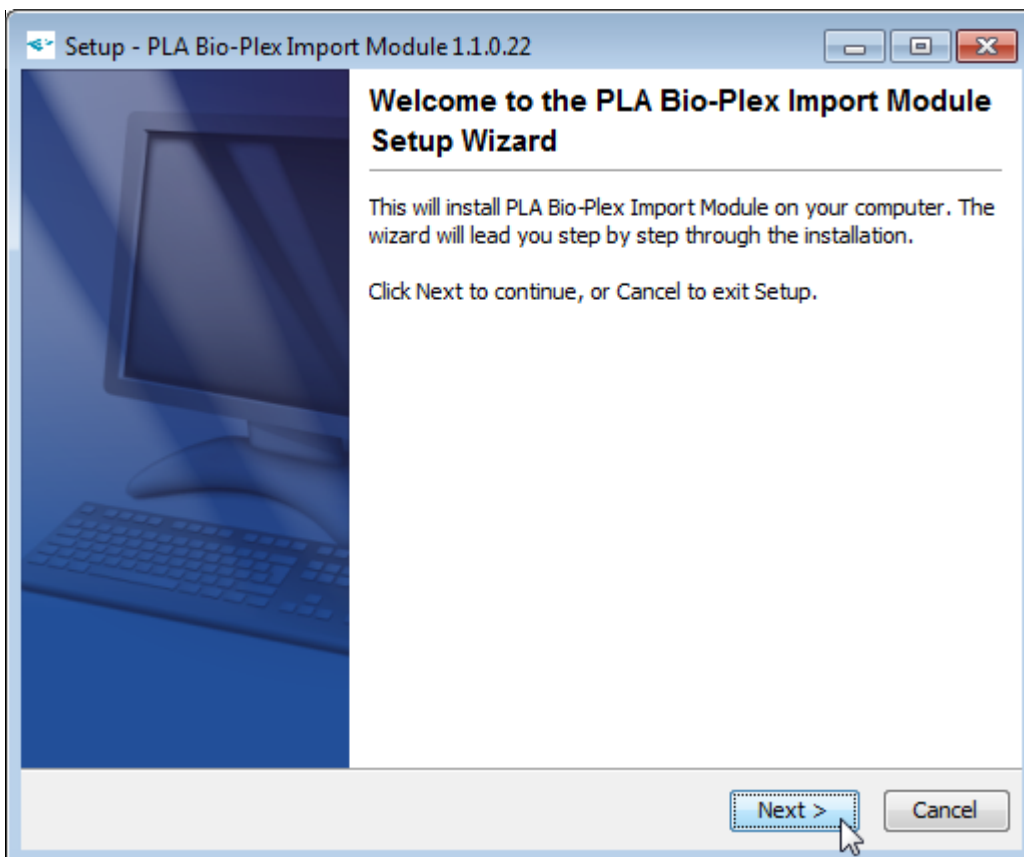 Setup - PLA Bio-Plex Import Module 1.1.0.22
Welcome to the PLA Bio-Plex Import Module
Setup Wizard
This will install PLA Bio-Plex Import Module on your computer. The
wizard will lead you step by step through the installation.
Click Next to continue, or Cancel to exit Setup.
Next >
Cancel